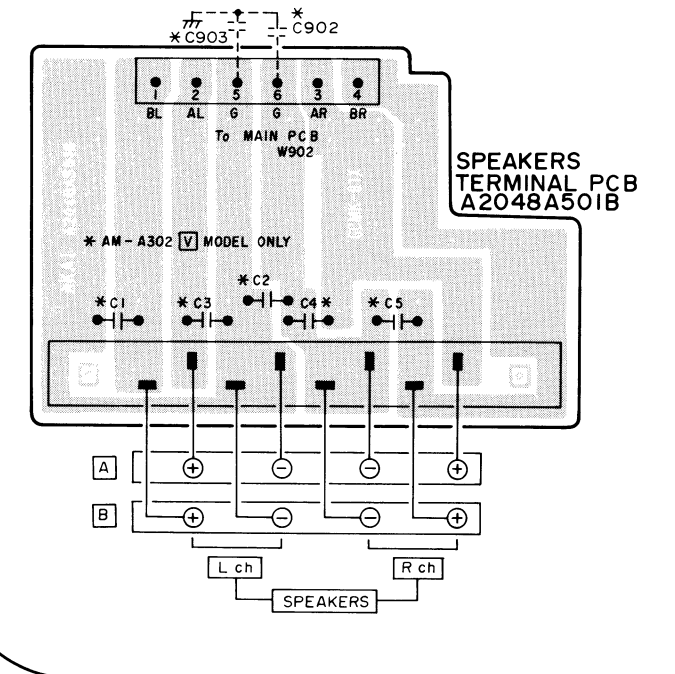 * C902
* C903
1 2 5 6 3 4
BL AL G G AR BR
To MAIN PCB
W902
SPEAKERS
TERMINAL PCB
A2048A501B
* AM-A302 V MODEL ONLY
* C2
* C1 * C3 C4 * * C5
A + − − +
B + − − +
L ch R ch
SPEAKERS